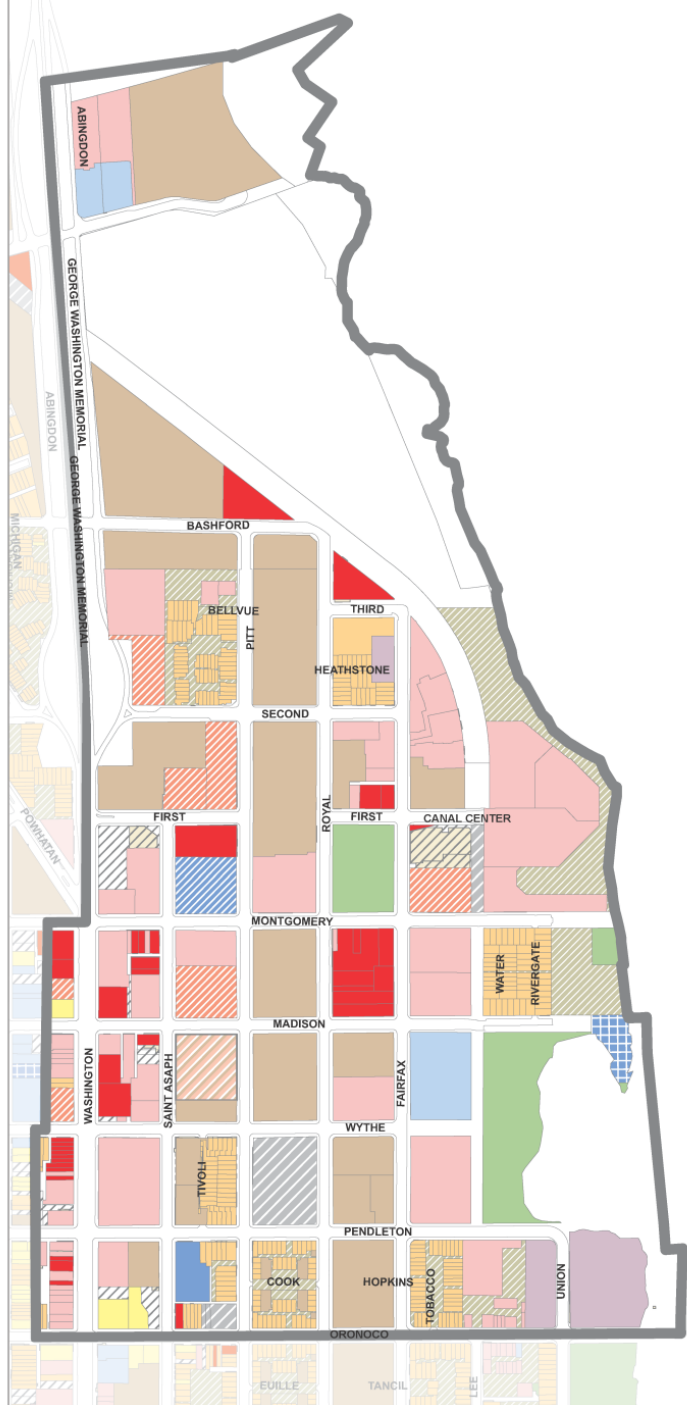 ABINGDON
GEORGE WASHINGTON MEMORIAL
ABINGDON
GEORGE WASHINGTON MEMORIAL
MICHIGAN
BASHFORD
BELLVUE
PITT
THIRD
HEATHSTONE
SECOND
ROYAL
POWHATAN
FIRST
FIRST
CANAL CENTER
MONTGOMERY
WATER
RIVERGATE
MADISON
WASHINGTON
SAINT ASAPH
FAIRFAX
WYTHE
TIVOLI
PENDLETON
COOK
HOPKINS
TOBACCO
UNION
ORONOCO
TANCIL
LEE